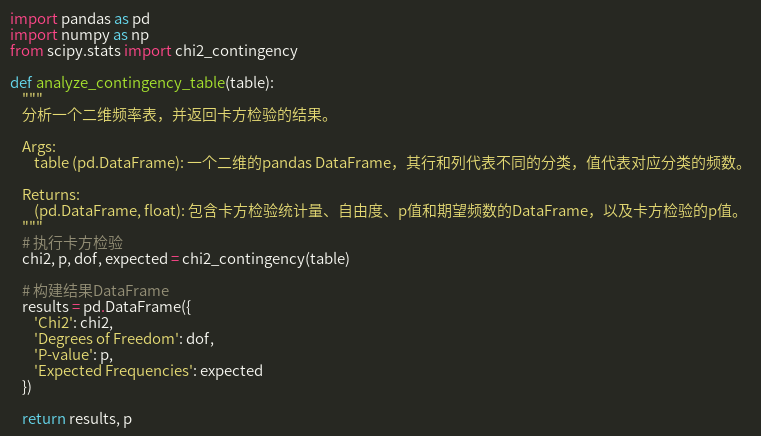 import pandas as pd
import numpy as np
from scipy.stats import chi2_contingency

def analyze_contingency_table(table):
    """
    分析一个二维频率表，并返回卡方检验的结果。

    Args:
        table (pd.DataFrame): 一个二维的pandas DataFrame，其行和列代表不同的分类，值代表对应分类的频数。

    Returns:
        (pd.DataFrame, float): 包含卡方检验统计量、自由度、p值和期望频数的DataFrame，以及卡方检验的p值。
    """
    # 执行卡方检验
    chi2, p, dof, expected = chi2_contingency(table)

    # 构建结果DataFrame
    results = pd.DataFrame({
        'Chi2': chi2,
        'Degrees of Freedom': dof,
        'P-value': p,
        'Expected Frequencies': expected
    })

    return results, p